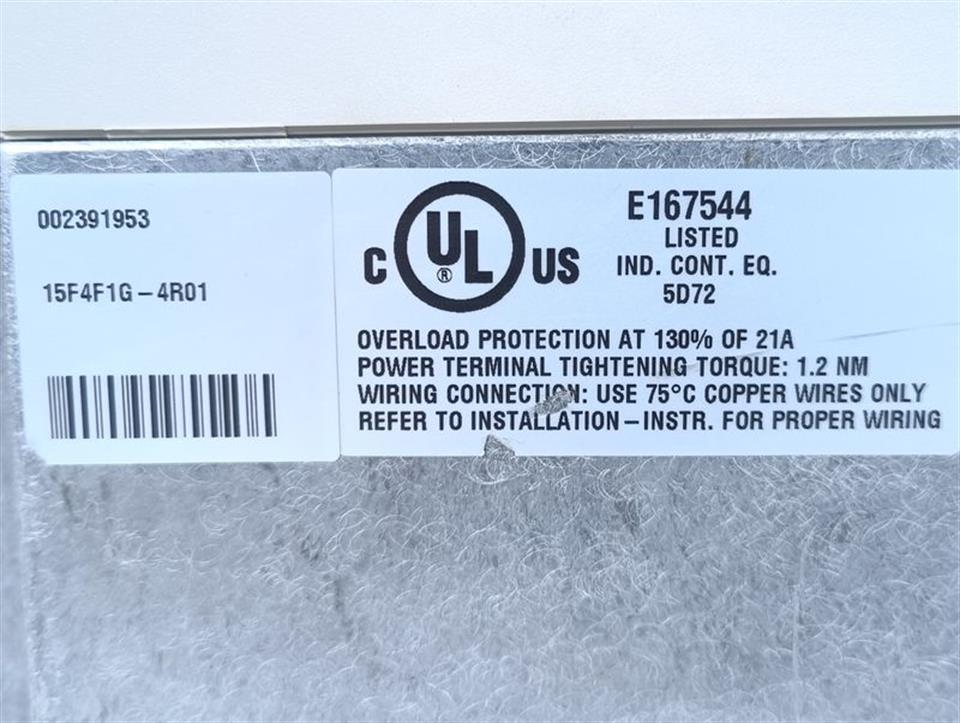 002391953
15F4F1G-4R01
C UL ® US
E167544
LISTED
IND. CONT. EQ.
5D72
OVERLOAD PROTECTION AT 130% OF 21A
POWER TERMINAL TIGHTENING TORQUE: 1.2 NM
WIRING CONNECTION: USE 75°C COPPER WIRES ONLY
REFER TO INSTALLATION-INSTR. FOR PROPER WIRING